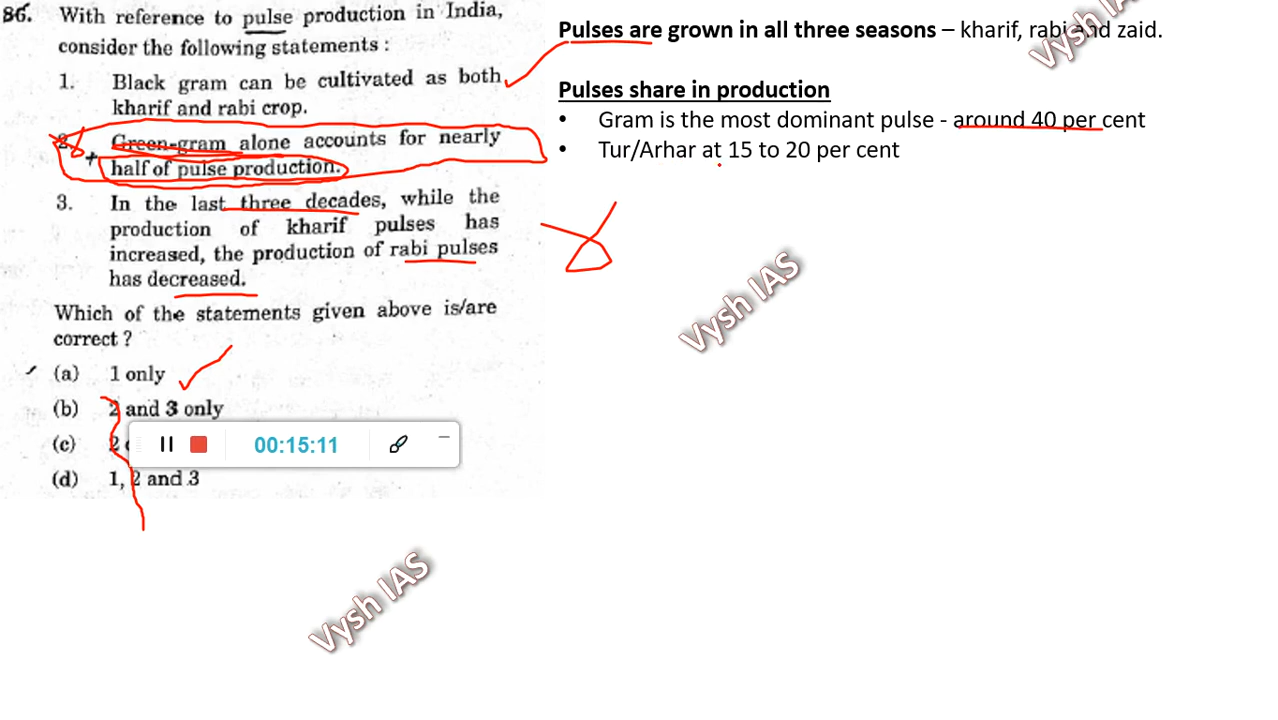 86. With reference to pulse production in India,
consider the following statements :
1. Black gram can be cultivated as both
kharif and rabi crop.
2. Green-gram alone accounts for nearly
half of pulse production.
3. In the last three decades, while the
production of kharif pulses has
increased, the production of rabi pulses
has decreased.
Which of the statements given above is/are
correct ?
(a) 1 only
(b) 2 and 3 only
(c) 2
(d) 1, 2 and 3
00:15:11
Pulses are grown in all three seasons – kharif, rabi and zaid.
Pulses share in production
• Gram is the most dominant pulse - around 40 per cent
• Tur/Arhar at 15 to 20 per cent
Vysh IAS
Vysh IAS
Vysh IAS